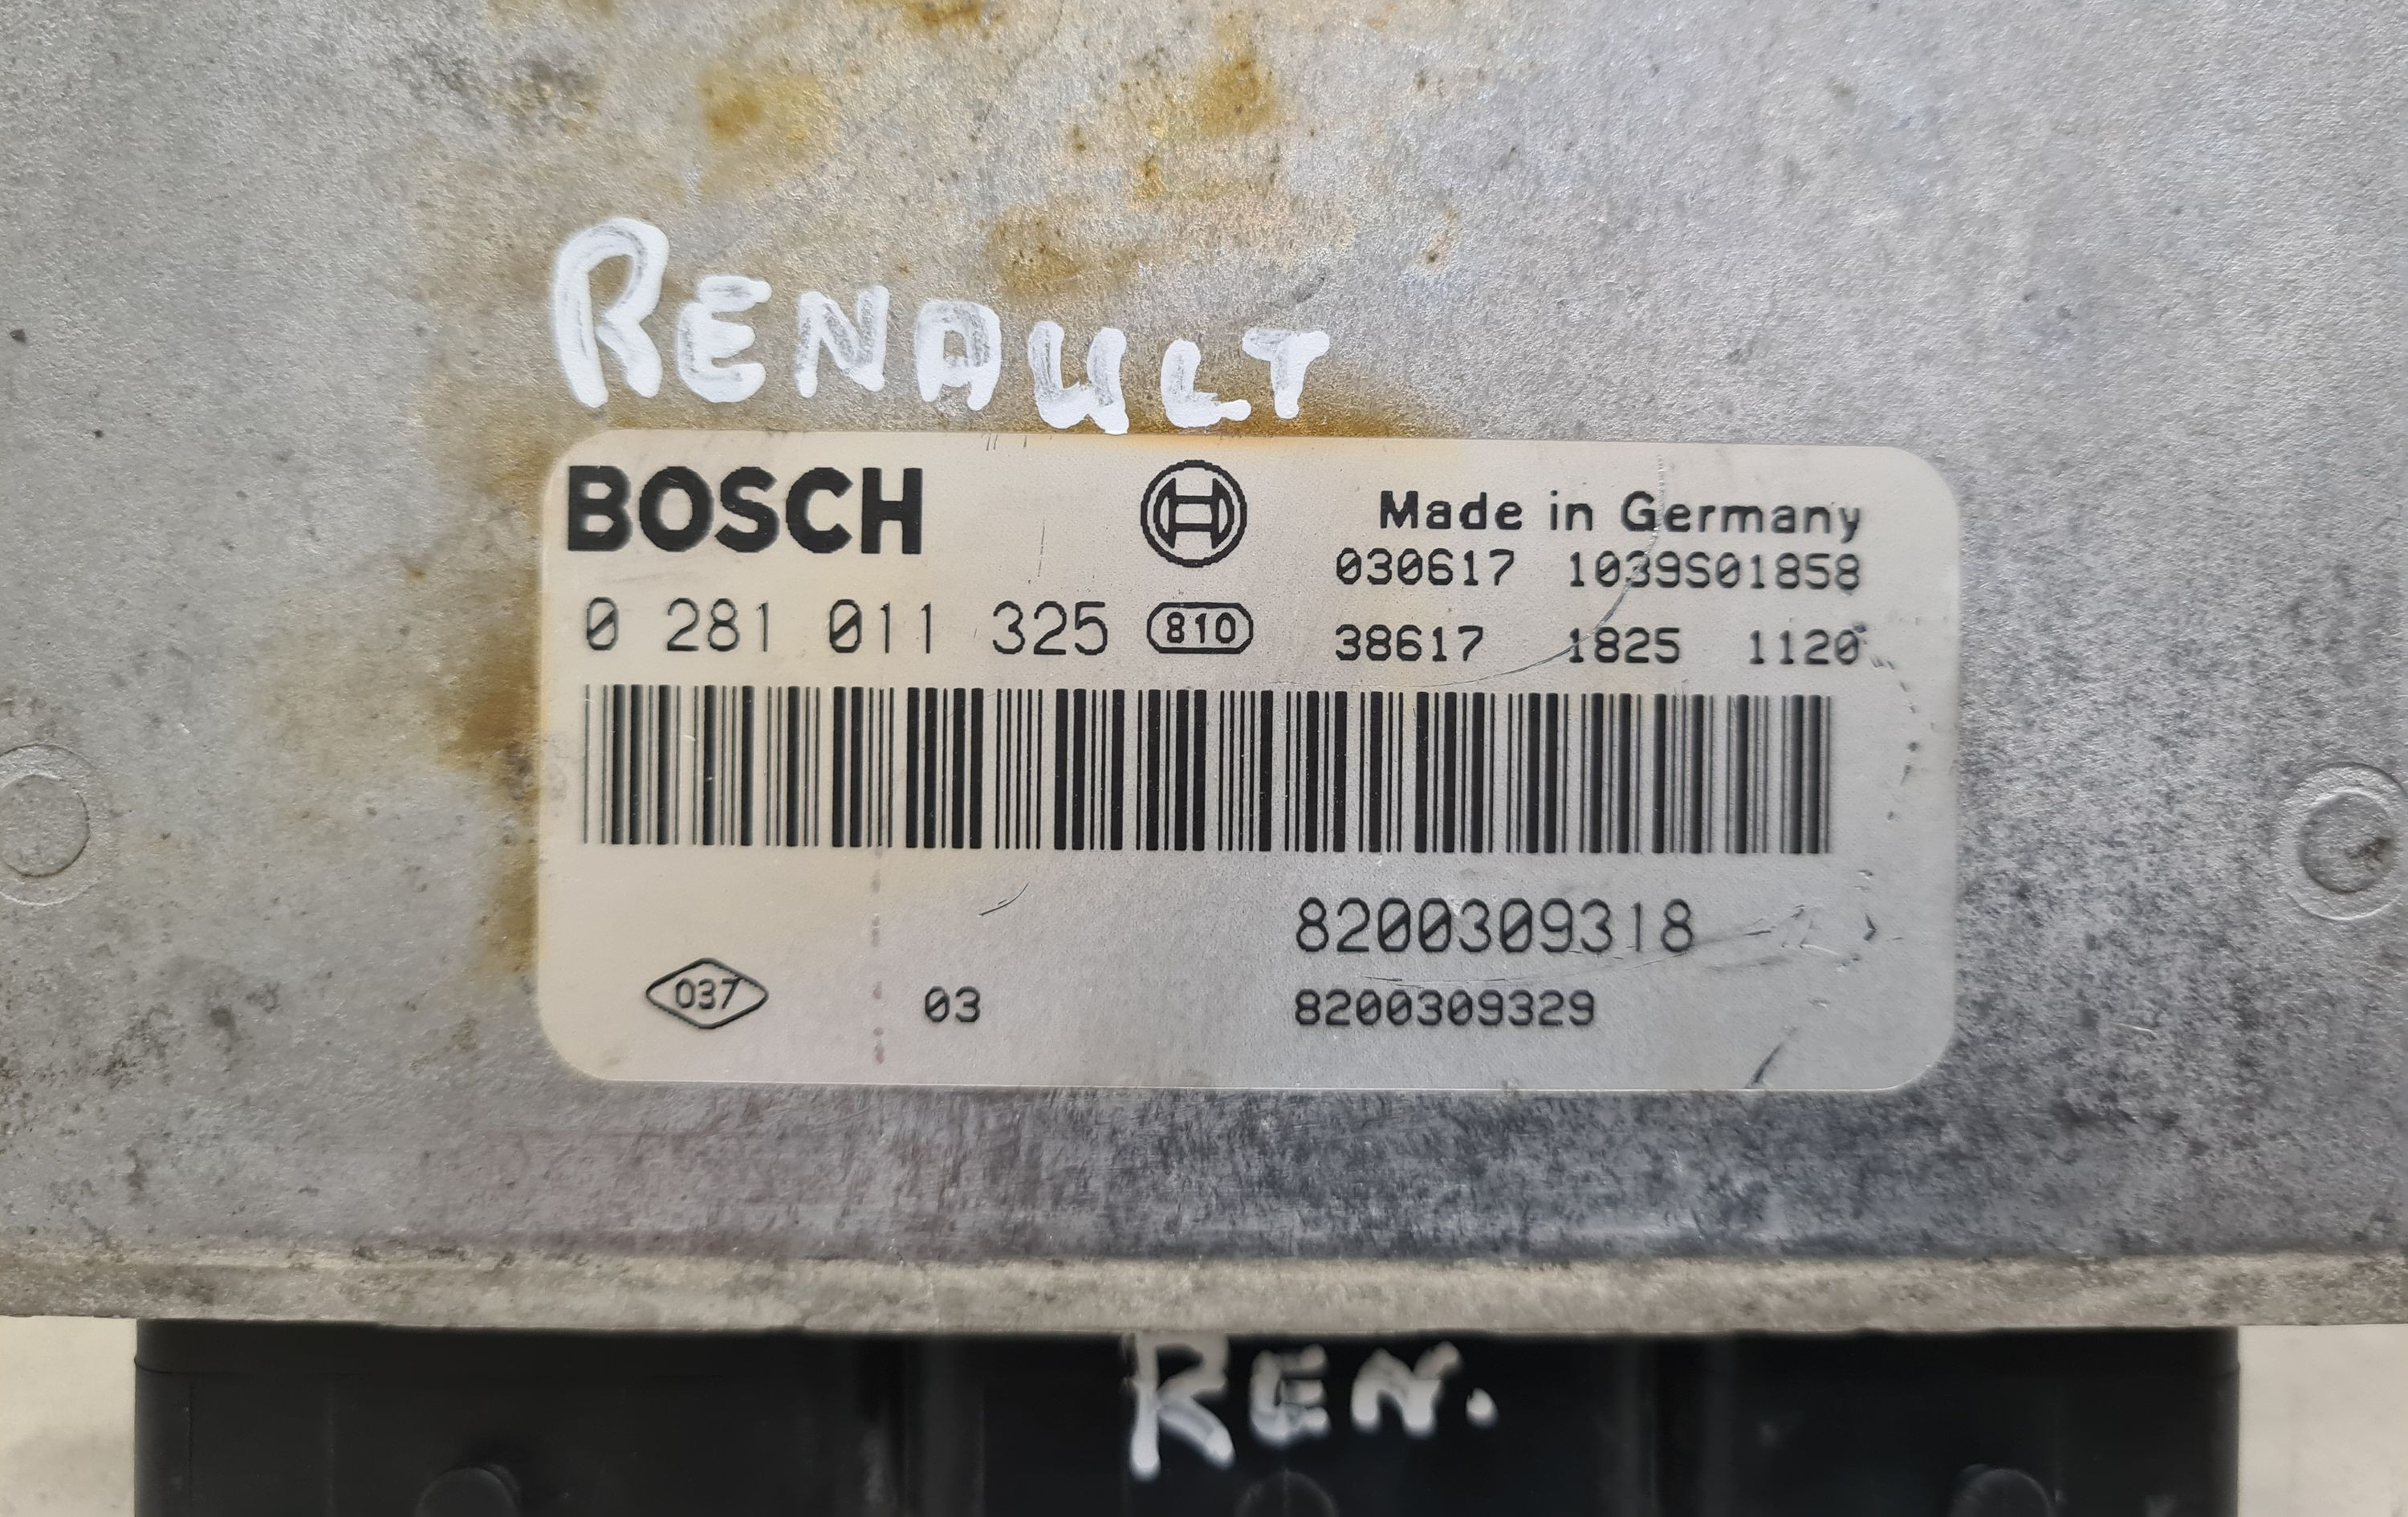 RENAULT
BOSCH Made in Germany
030617 1039S01858
0 281 011 325 810 38617 1825 1120
8200309318
037 03 8200309329
REN.